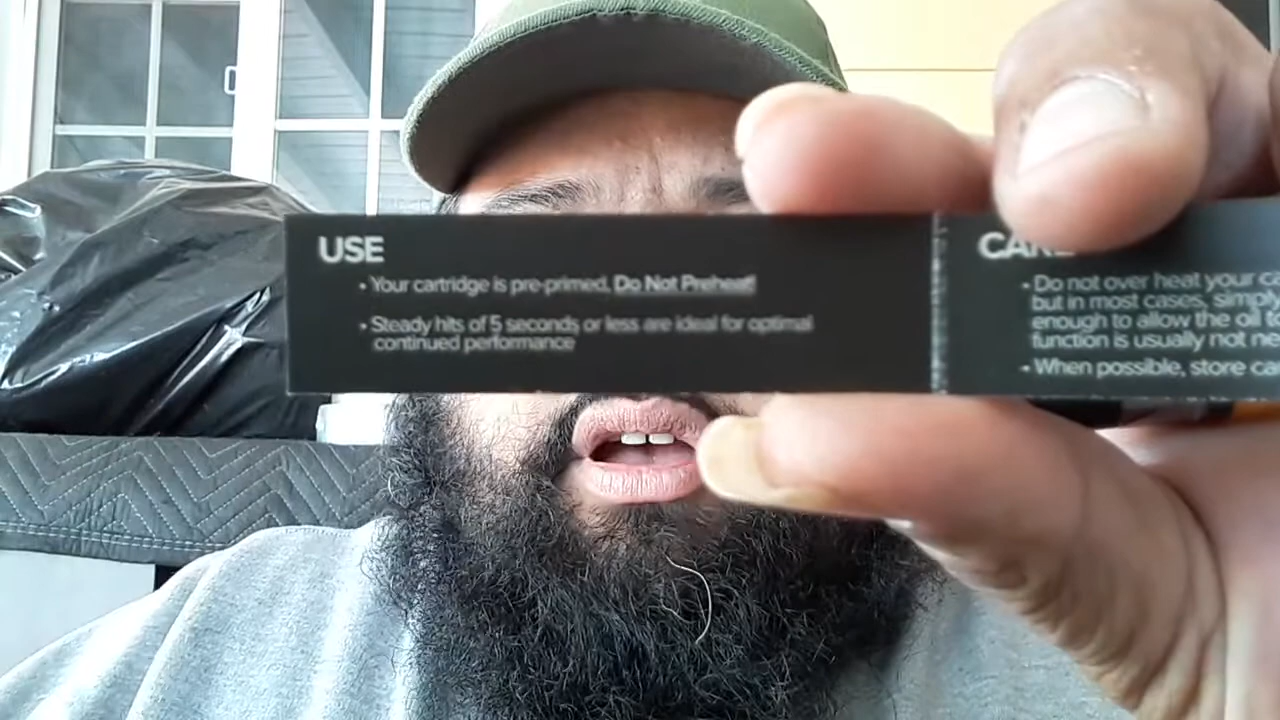 USE
• Your cartridge is pre-primed, Do Not Preheat!
• Steady hits of 5 seconds or less are ideal for optimal
continued performance
CARE
• Do not over heat your
but in most cases, simply
enough to allow the oil
function is usually not
• When possible, store